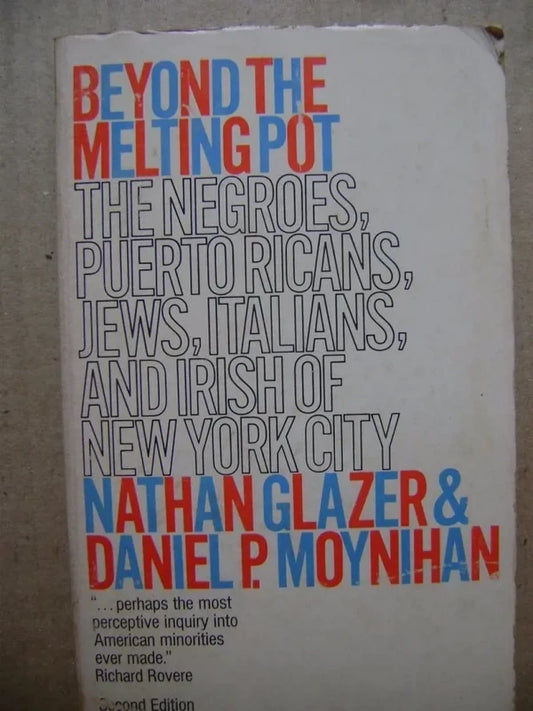 BEYOND THE
MELTING POT
THE NEGROES,
PUERTO RICANS,
JEWS, ITALIANS,
AND IRISH OF
NEW YORK CITY
NATHAN GLAZER &
DANIEL P. MOYNIHAN
"... perhaps the most
perceptive inquiry into
American minorities
ever made."
Richard Rovere
Second Edition